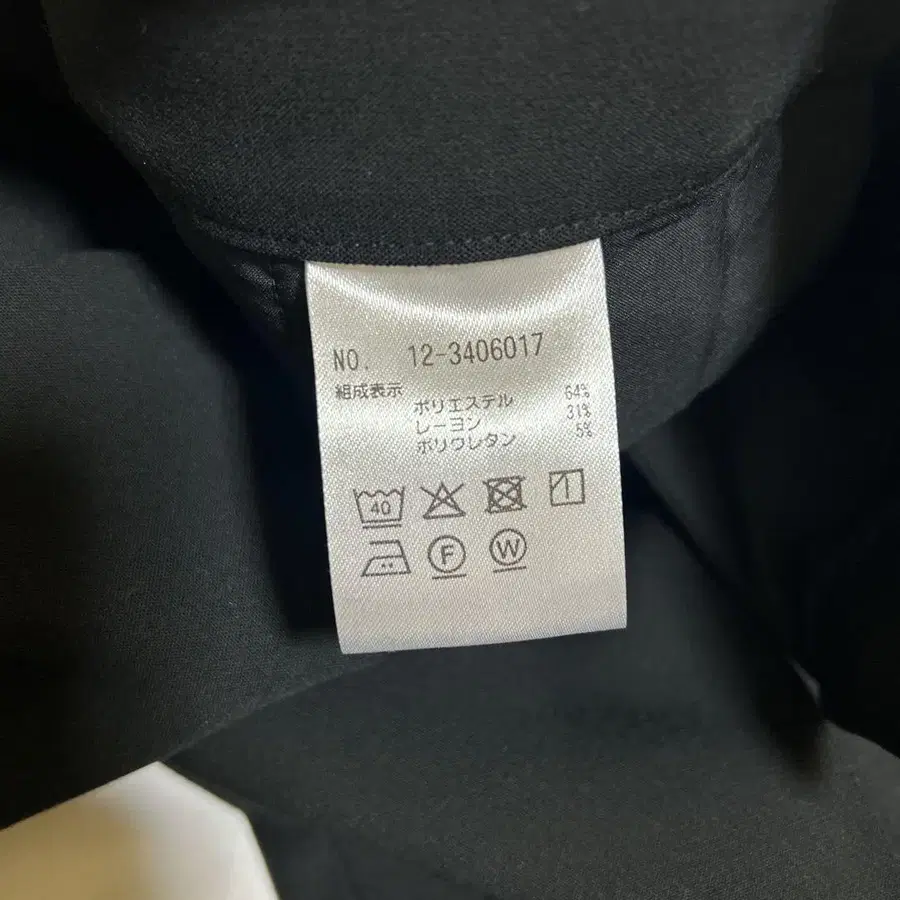 NO. 12-3406017
組成表示
ポリエステル 64%
レーヨン 31%
ポリウレタン 5%
40
F W